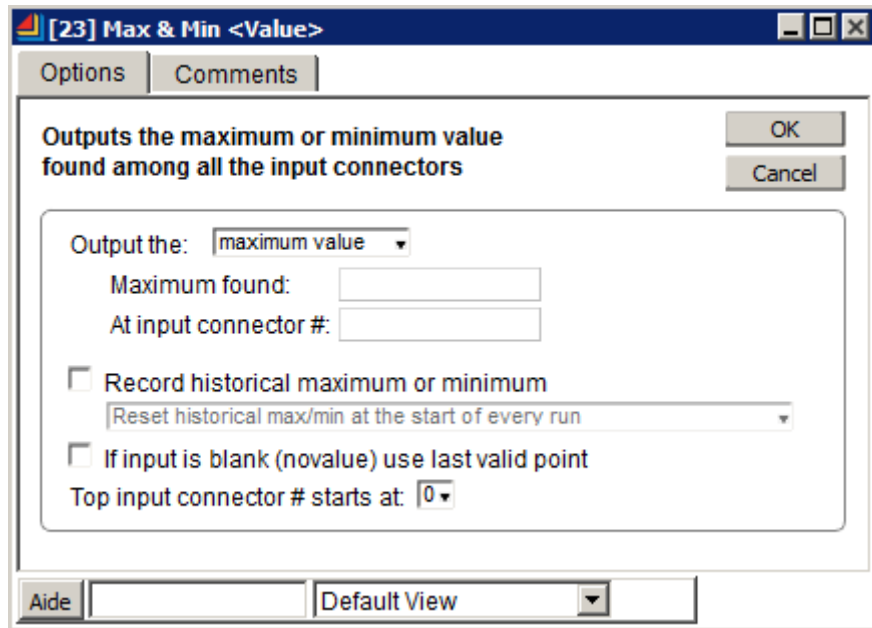 [23] Max & Min <Value>
Options Comments
Outputs the maximum or minimum value
found among all the input connectors
OK
Cancel
Output the: maximum value
Maximum found:
At input connector #:
Record historical maximum or minimum
Reset historical max/min at the start of every run
If input is blank (novalue) use last valid point
Top input connector # starts at: 0
Aide Default View